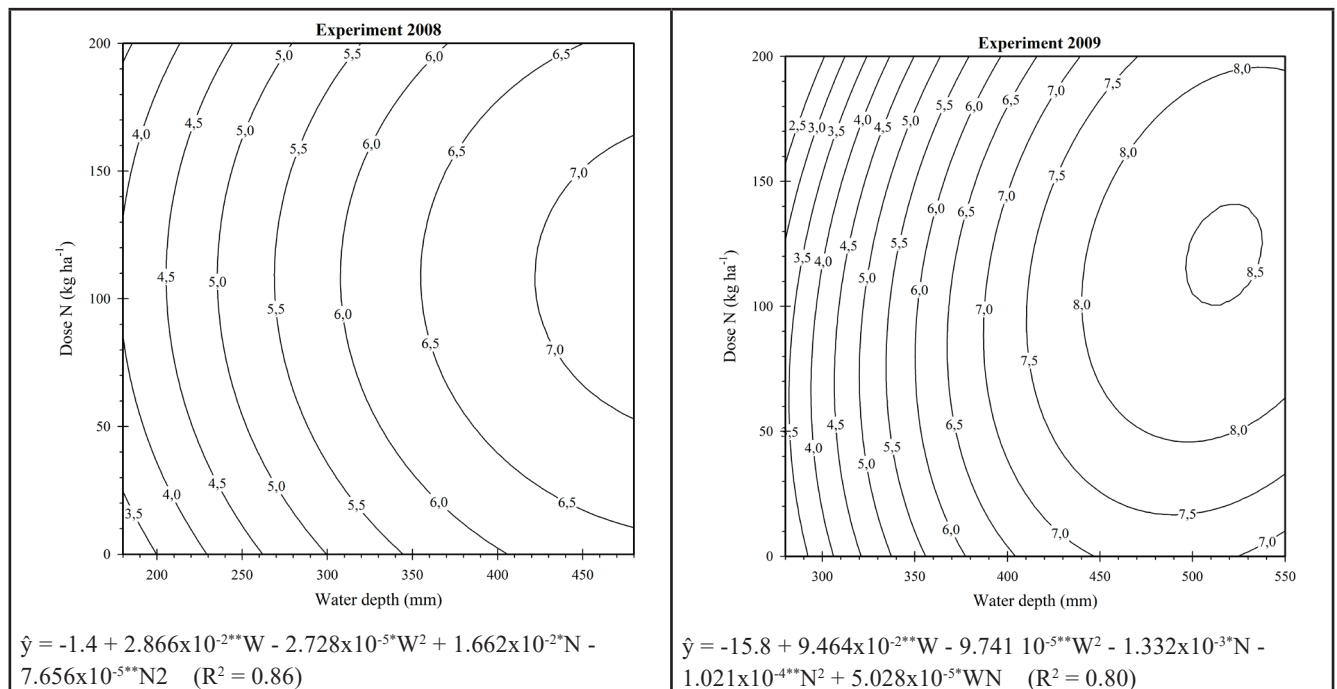 Experiment 2008
200
150
100
50
0
Dose N (kg ha⁻¹)
5,0 5,5 6,0 6,5
4,0 4,5 5,0 5,5 6,0 6,5 7,0
4,5 5,0 5,5 6,0 6,5 7,0
3,5 4,0 4,5 5,0 5,5 6,0 6,5
200 250 300 350 400 450
Water depth (mm)
ŷ = -1.4 + 2.866x10⁻²**W - 2.728x10⁻⁵*W² + 1.662x10⁻²*N -
7.656x10⁻⁵**N2 (R² = 0.86)
Experiment 2009
200
150
100
50
0
Dose N (kg ha⁻¹)
8,0
2,5 3,0 3,5 4,0 4,5 5,0 5,5 6,0 6,5 7,0 7,5
8,0
7,5
7,0
6,0 6,5
3,5 4,0 4,5 5,0 5,5 6,0 7,0 8,0 8,5
7,5
,5 4,0 4,5 5,0 5,5 6,5 8,0
6,0 7,0 7,5 7,0
300 350 400 450 500 550
Water depth (mm)
ŷ = -15.8 + 9.464x10⁻²**W - 9.741 10⁻⁵**W² - 1.332x10⁻³*N -
1.021x10⁻⁴**N² + 5.028x10⁻⁵*WN (R² = 0.80)